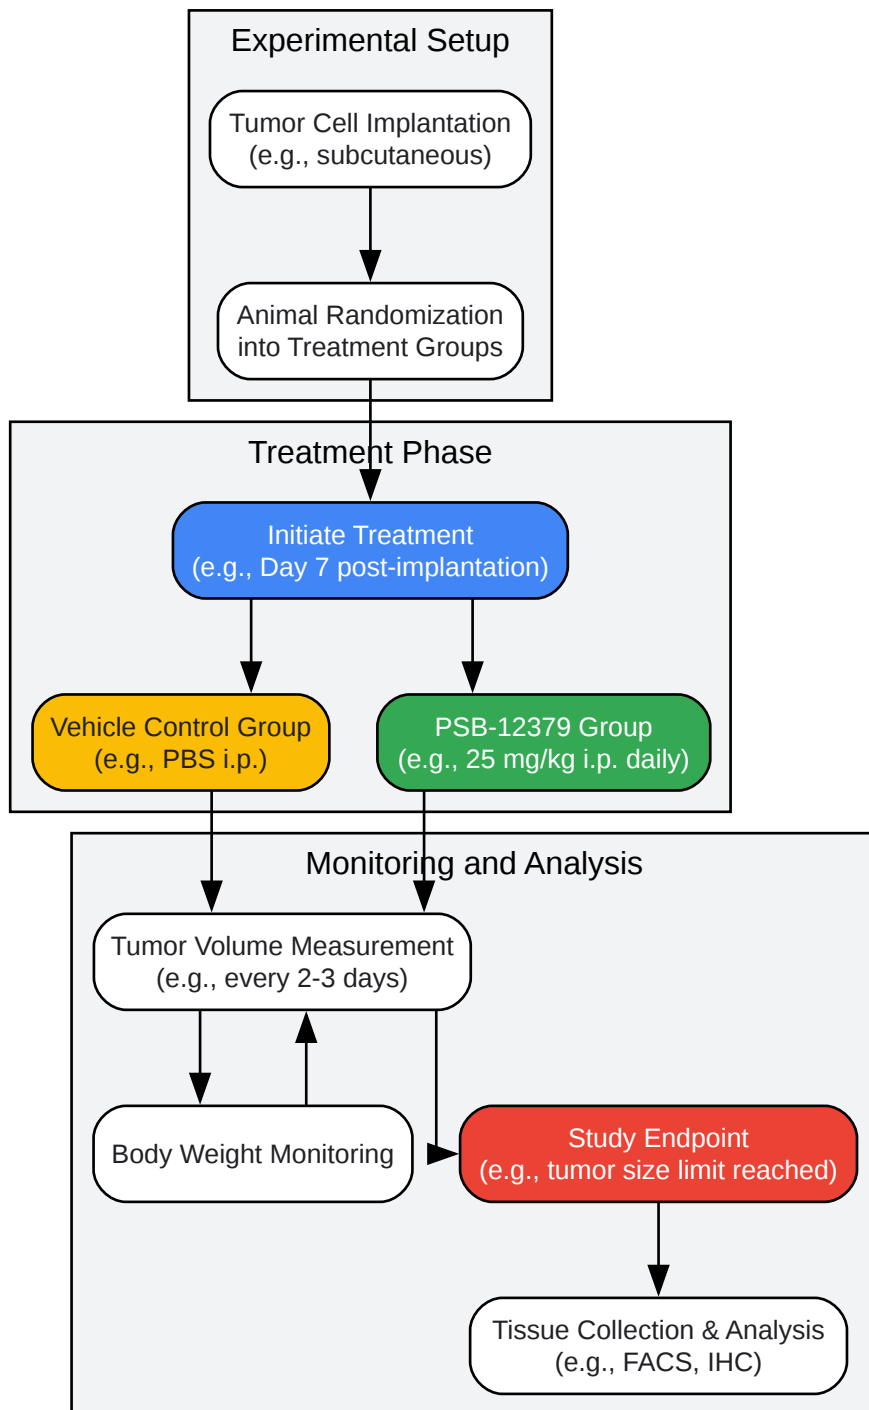 Experimental Setup
Tumor Cell Implantation
(e.g., subcutaneous)
Animal Randomization
into Treatment Groups
Treatment Phase
Initiate Treatment
(e.g., Day 7 post-implantation)
Vehicle Control Group
(e.g., PBS i.p.)
PSB-12379 Group
(e.g., 25 mg/kg i.p. daily)
Monitoring and Analysis
Tumor Volume Measurement
(e.g., every 2-3 days)
Body Weight Monitoring
Study Endpoint
(e.g., tumor size limit reached)
Tissue Collection & Analysis
(e.g., FACS, IHC)